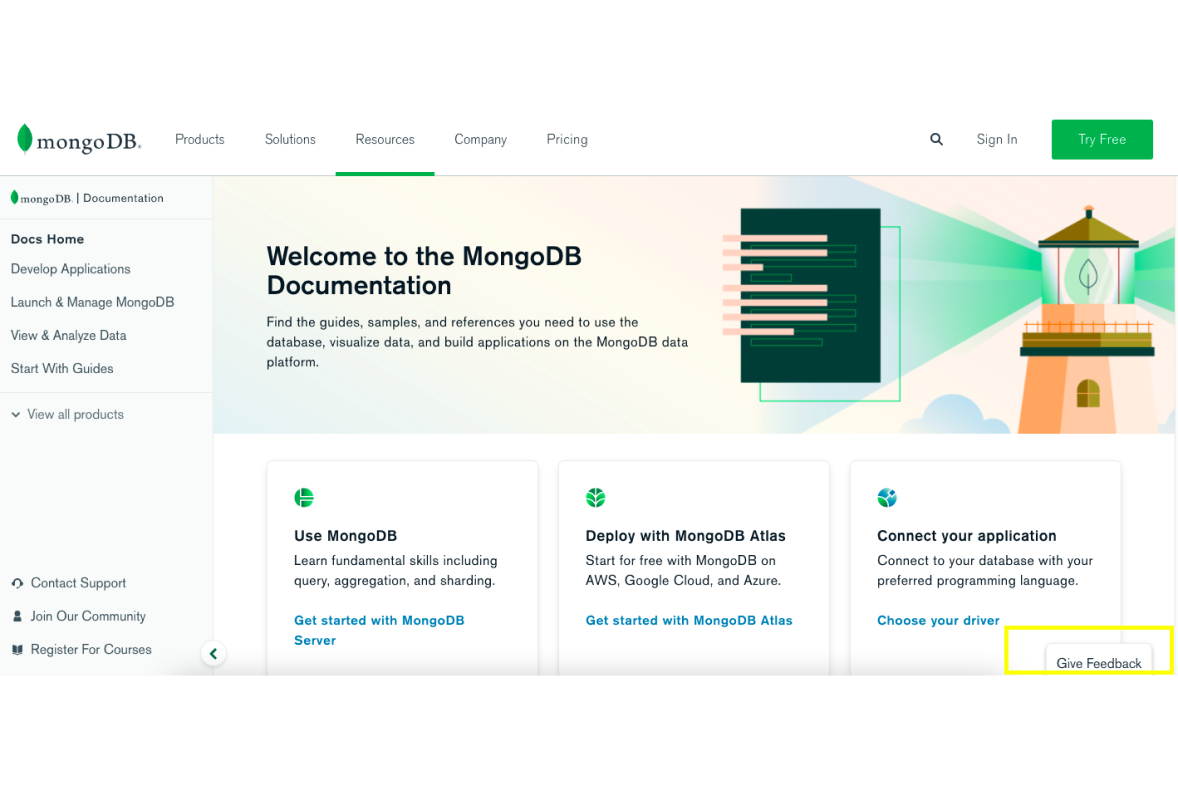 mongoDB.
Products
Solutions
Resources
Company
Pricing
Sign In
Try Free
mongoDB. | Documentation
Docs Home
Develop Applications
Launch & Manage MongoDB
View & Analyze Data
Start With Guides
View all products
Contact Support
Join Our Community
Register For Courses
Welcome to the MongoDB
Documentation
Find the guides, samples, and references you need to use the
database, visualize data, and build applications on the MongoDB data
platform.
Use MongoDB
Learn fundamental skills including
query, aggregation, and sharding.
Get started with MongoDB
Server
Deploy with MongoDB Atlas
Start for free with MongoDB on
AWS, Google Cloud, and Azure.
Get started with MongoDB Atlas
Connect your application
Connect to your database with your
preferred programming language.
Choose your driver
Give Feedback